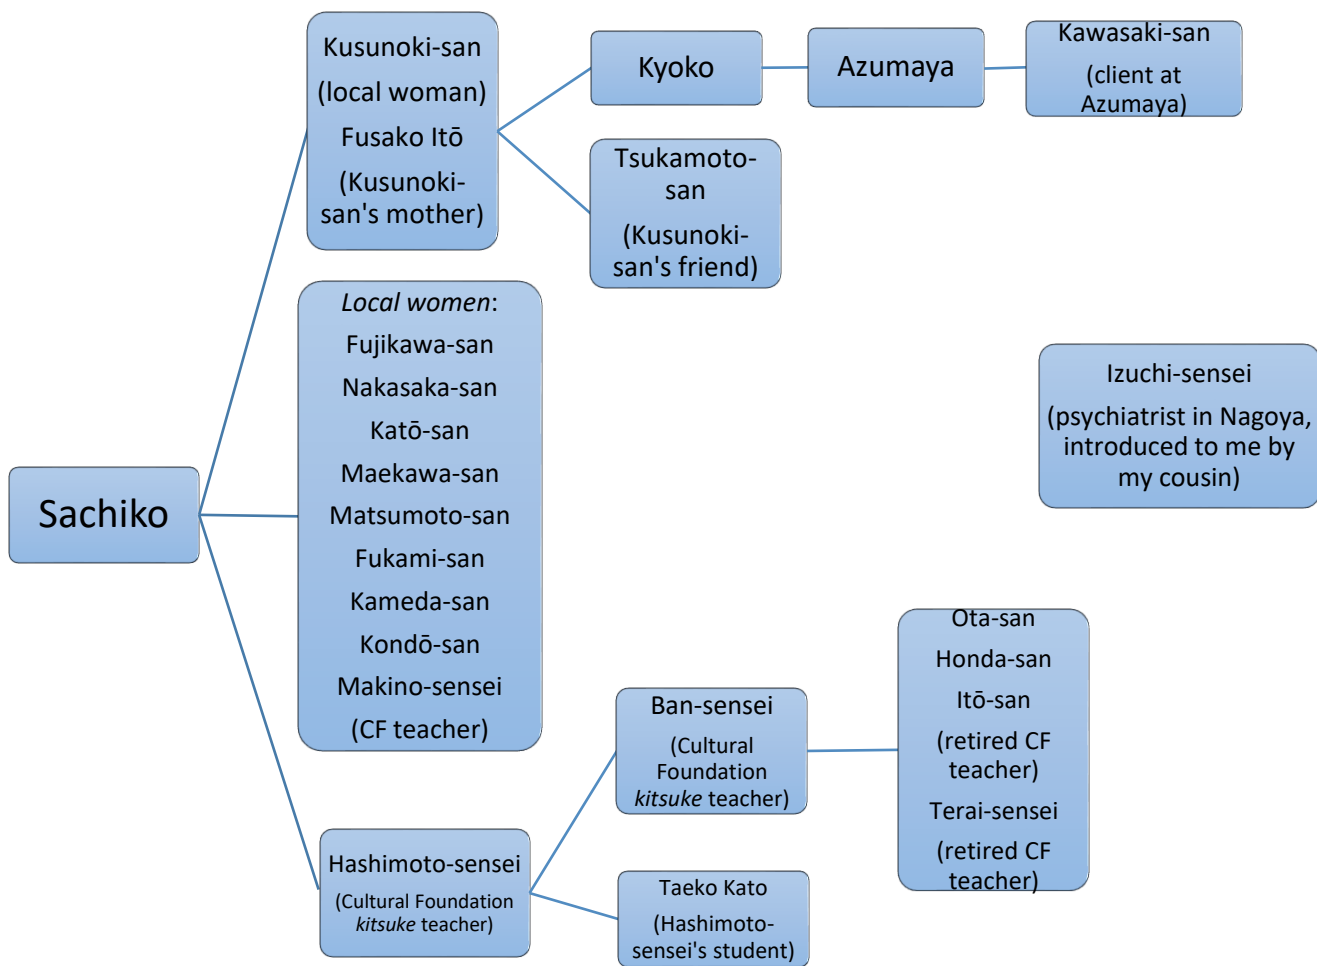 Kusunoki-san
(local woman)
Fusako Itō
(Kusunoki-
san's mother)
Kyoko
Azumaya
Kawasaki-san
(client at
Azumaya)
Tsukamoto-
san
(Kusunoki-
san's friend)
Local women:
Fujikawa-san
Nakasaka-san
Katō-san
Maekawa-san
Matsumoto-san
Fukami-san
Kameda-san
Kondō-san
Makino-sensei
(CF teacher)
Izuchi-sensei
(psychiatrist in Nagoya,
introduced to me by
my cousin)
Sachiko
Hashimoto-sensei
(Cultural Foundation
kitsuke teacher)
Ban-sensei
(Cultural
Foundation
kitsuke teacher)
Taeko Kato
(Hashimoto-
sensei's student)
Ota-san
Honda-san
Itō-san
(retired CF
teacher)
Terai-sensei
(retired CF
teacher)